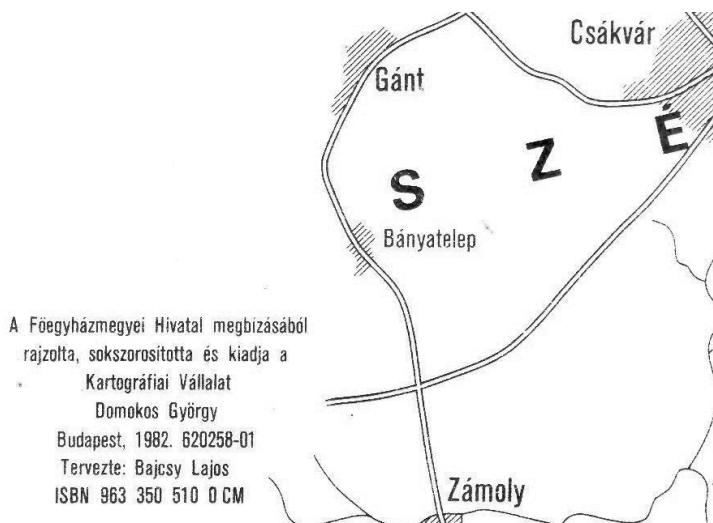 Csákvár
Gánt
S Z É
Bányatelep
A Főegyházmegyei Hivatal megbízásából
rajzolta, sokszorosította és kiadja a
Kartográfiai Vállalat
Domokos György
Budapest, 1982. 620258-01
Tervezte: Bajcsy Lajos
ISBN 963 350 510 0 CM
Zámoly